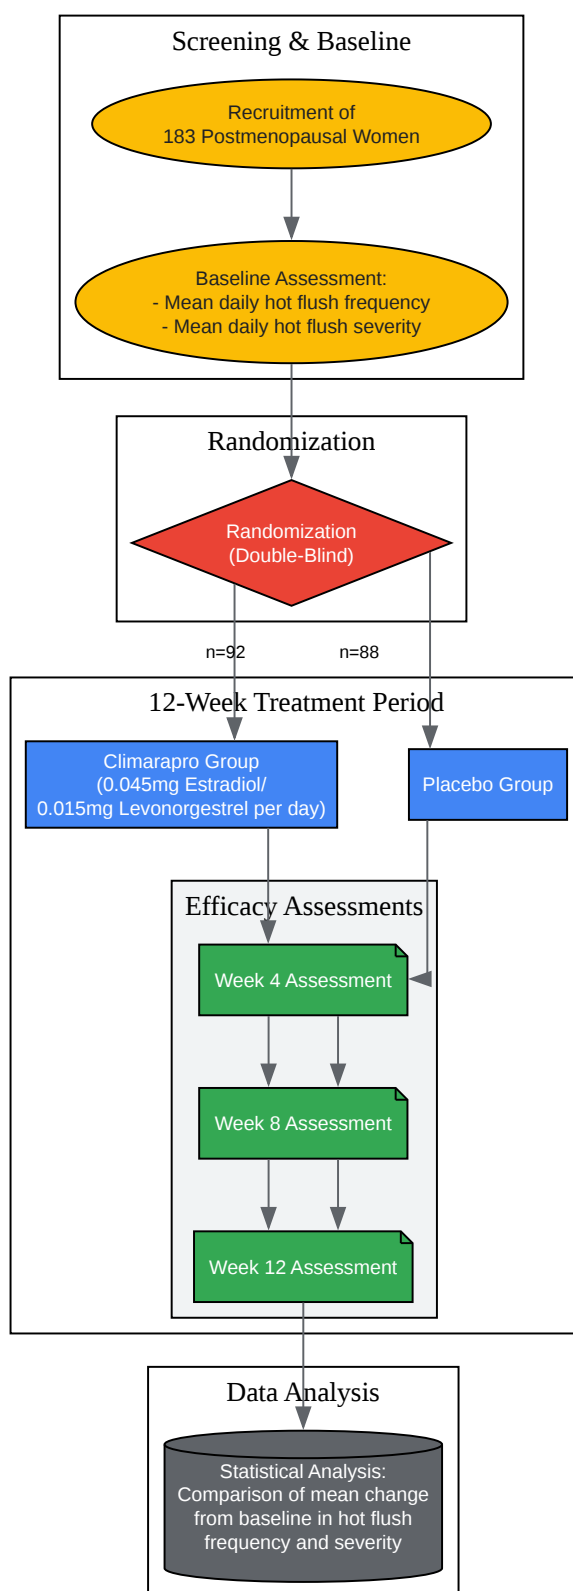 Screening & Baseline
Recruitment of
183 Postmenopausal Women
Baseline Assessment:
- Mean daily hot flush frequency
- Mean daily hot flush severity
Randomization
Randomization
(Double-Blind)
n=92
n=88
12-Week Treatment Period
Climarapro Group
(0.045mg Estradiol/
0.015mg Levonorgestrel per day)
Placebo Group
Efficacy Assessments
Week 4 Assessment
Week 8 Assessment
Week 12 Assessment
Data Analysis
Statistical Analysis:
Comparison of mean change
from baseline in hot flush
frequency and severity